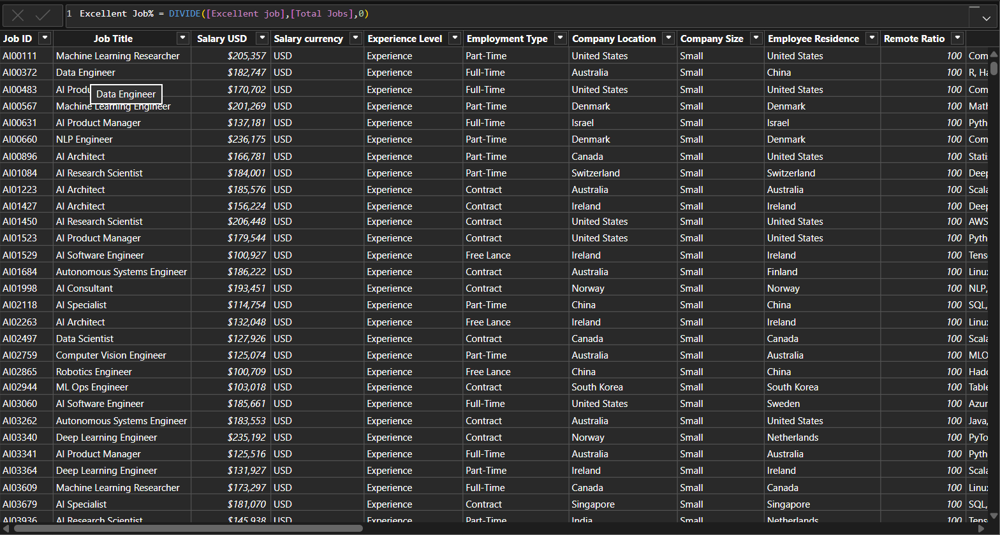 1 Excellent Job% = DIVIDE([Excellent job],[Total Jobs],0)
Job ID Job Title Salary USD Salary currency Experience Level Employment Type Company Location Company Size Employee Residence Remote Ratio
AI00111 Machine Learning Researcher $205,357 USD Experience Part-Time United States Small United States 100 Com
AI00372 Data Engineer $182,747 USD Experience Full-Time Australia Small China 100 R, Ha
AI00483 AI Produ $170,702 USD Experience Full-Time United States Small United States 100 Com
Data Engineer
AI00567 Machine Learning Engineer $201,269 USD Experience Part-Time Denmark Small Denmark 100 Math
AI00631 AI Product Manager $137,181 USD Experience Full-Time Israel Small Israel 100 Pyth
AI00660 NLP Engineer $236,175 USD Experience Part-Time Denmark Small Denmark 100 Com
AI00896 AI Architect $166,781 USD Experience Part-Time Canada Small United States 100 Stati
AI01084 AI Research Scientist $184,001 USD Experience Part-Time Switzerland Small Switzerland 100 Deep
AI01223 AI Architect $185,576 USD Experience Contract Australia Small Australia 100 Scala
AI01427 AI Architect $156,224 USD Experience Contract Ireland Small Ireland 100 Deep
AI01450 AI Research Scientist $206,448 USD Experience Contract United States Small United States 100 AWS
AI01523 AI Product Manager $179,544 USD Experience Contract United States Small United States 100 Pyth
AI01529 AI Software Engineer $100,927 USD Experience Free Lance Ireland Small Ireland 100 Tens
AI01684 Autonomous Systems Engineer $186,222 USD Experience Contract Australia Small Finland 100 Linux
AI01998 AI Consultant $193,451 USD Experience Contract Norway Small Norway 100 NLP,
AI02118 AI Specialist $114,754 USD Experience Part-Time China Small China 100 SQL,
AI02263 AI Architect $132,048 USD Experience Free Lance Ireland Small Ireland 100 Linux
AI02497 Data Scientist $127,926 USD Experience Contract Canada Small Canada 100 Scala
AI02759 Computer Vision Engineer $125,074 USD Experience Part-Time Australia Small Australia 100 MLO
AI02865 Robotics Engineer $100,709 USD Experience Free Lance China Small China 100 Hado
AI02944 ML Ops Engineer $103,018 USD Experience Contract South Korea Small South Korea 100 Table
AI03060 AI Software Engineer $185,661 USD Experience Full-Time United States Small Sweden 100 Azur
AI03262 Autonomous Systems Engineer $183,553 USD Experience Contract Australia Small United States 100 Java,
AI03340 Deep Learning Engineer $235,192 USD Experience Contract Norway Small Netherlands 100 PyTo
AI03341 AI Product Manager $125,516 USD Experience Full-Time Australia Small Australia 100 Pyth
AI03364 Deep Learning Engineer $131,927 USD Experience Part-Time Ireland Small Ireland 100 Scala
AI03609 Machine Learning Researcher $173,297 USD Experience Full-Time Canada Small Canada 100 Linux
AI03679 AI Specialist $181,070 USD Experience Contract Singapore Small Singapore 100 SQL,
AI03936 AI Research Scientist $145,938 USD Experience Part-Time India Small Netherlands 100 Tens